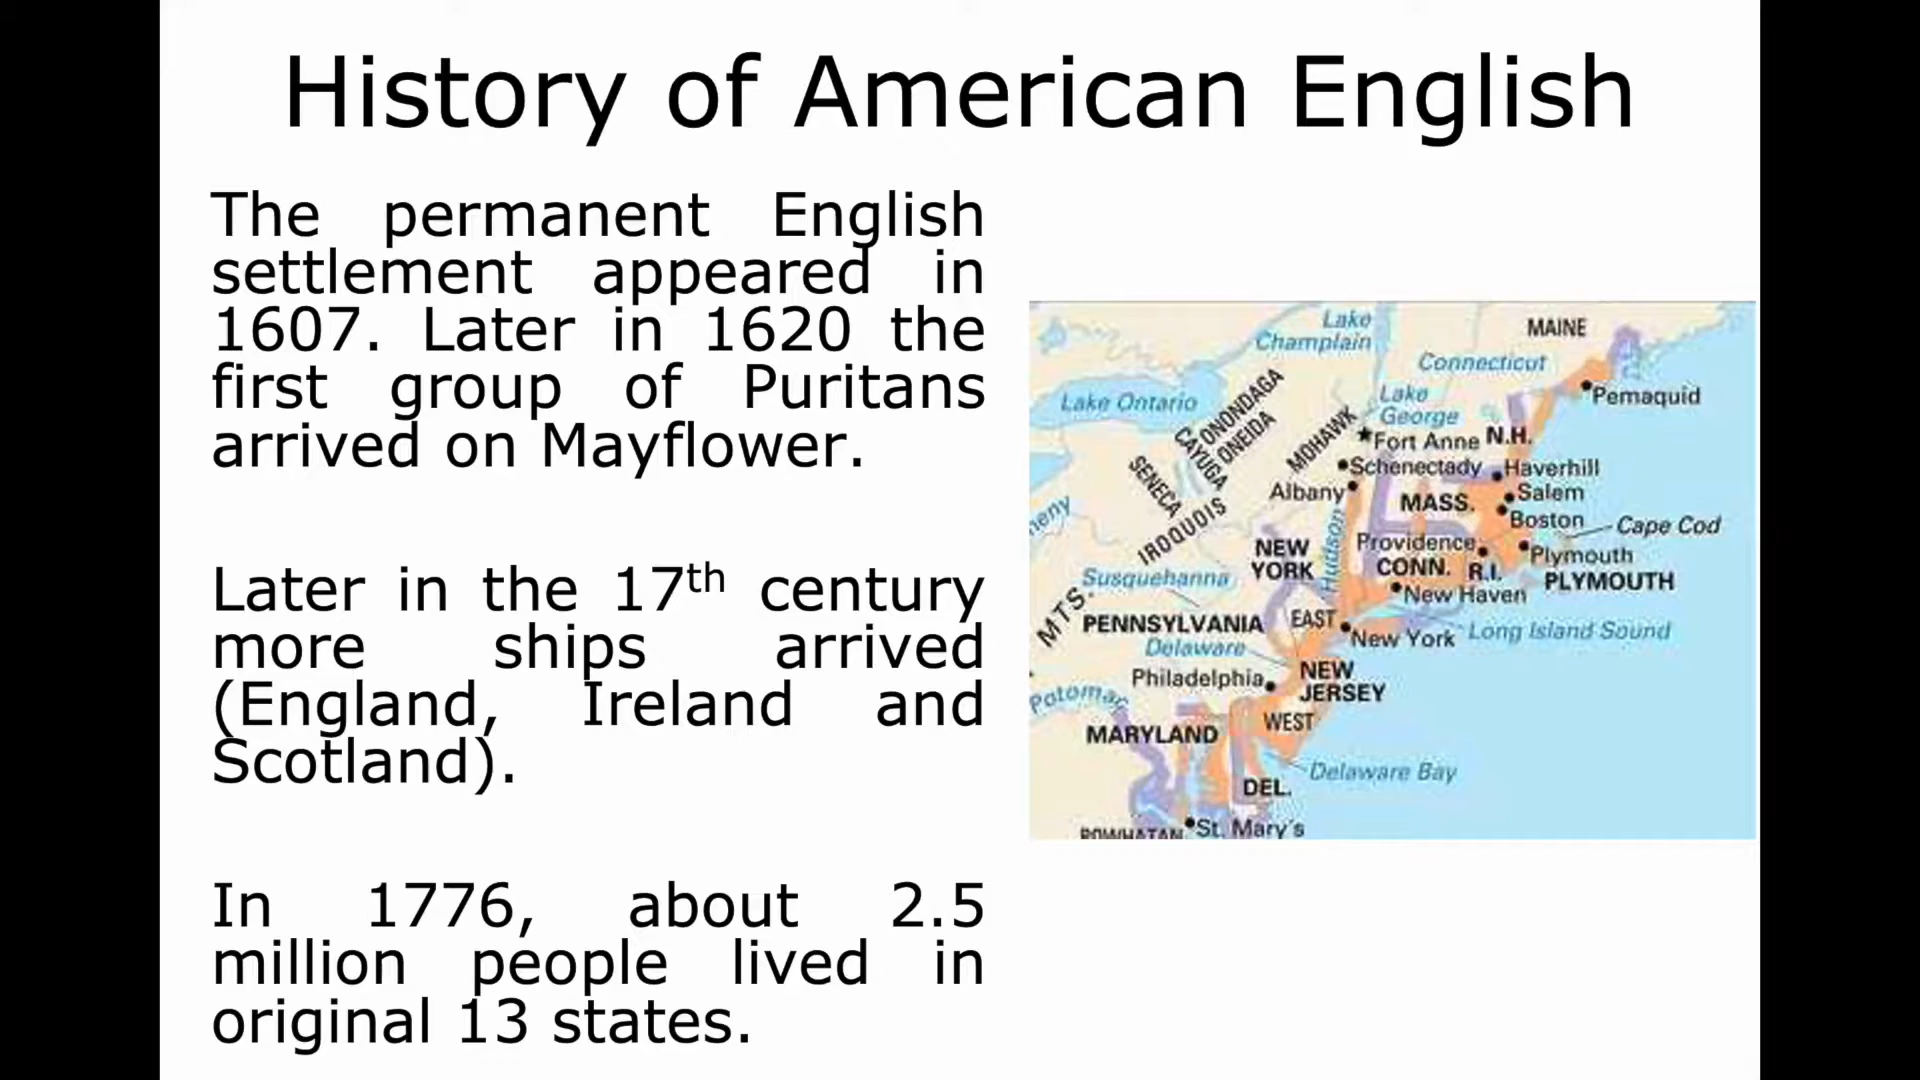 History of American English
The permanent English
settlement appeared in
1607. Later in 1620 the
first group of Puritans
arrived on Mayflower.
Later in the 17th century
more ships arrived
(England, Ireland and
Scotland).
In 1776, about 2.5
million people lived in
original 13 states.
Lake
Champlain
MAINE
Connecticut
Lake Ontario
ONONDAGA
CAYUGA
ONEIDA
SENECA
IROQUOIS
MOHAWK
Lake
George
Pemaquid
Fort Anne
N.H.
Schenectady
Haverhill
Albany
MASS.
Salem
Boston
Cape Cod
Hudson
NEW
YORK
Providence
Plymouth
CONN.
R.I.
PLYMOUTH
Susquehanna
New Haven
MTS.
PENNSYLVANIA
EAST
New York
Long Island Sound
Delaware
Philadelphia
NEW
JERSEY
Potomac
WEST
MARYLAND
Delaware Bay
DEL.
POWHATAN
St. Mary's